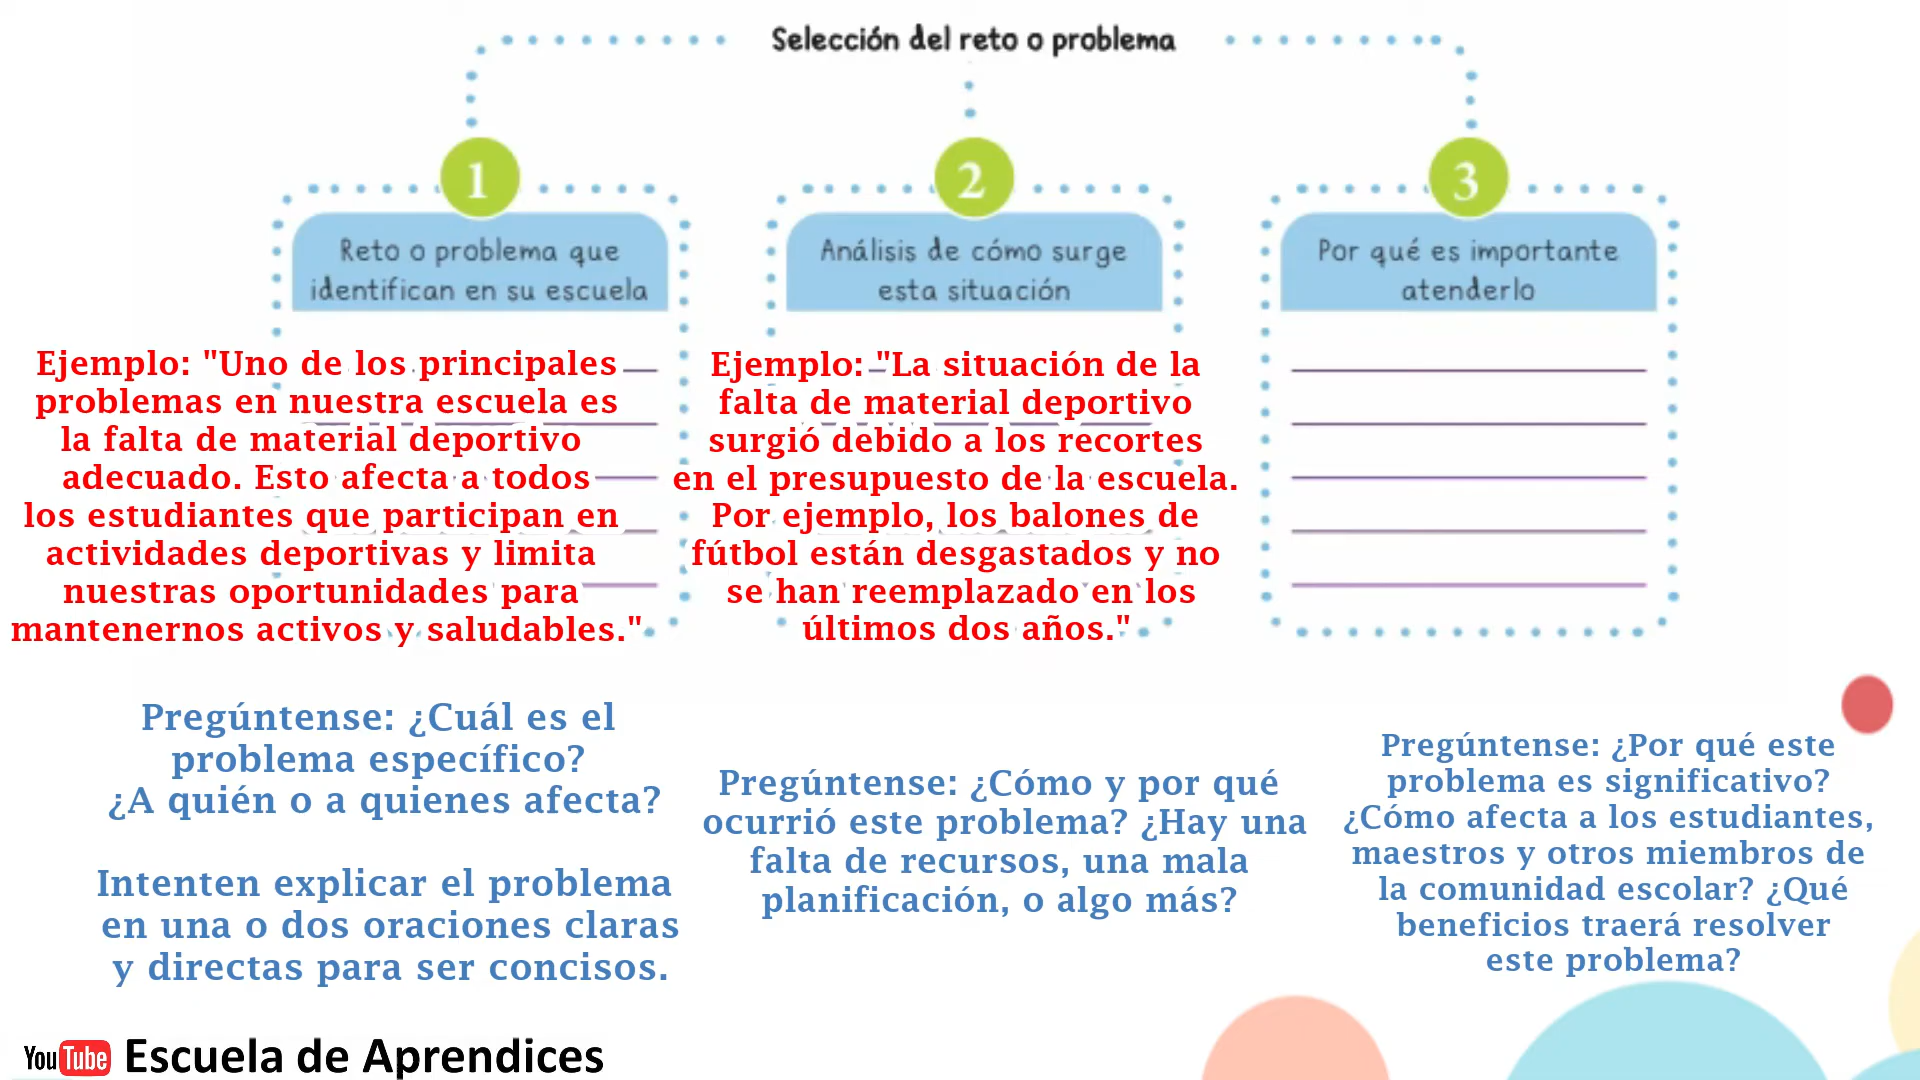 Selección del reto o problema
1
Reto o problema que
identifican en su escuela
Ejemplo: "Uno de los principales
problemas en nuestra escuela es
la falta de material deportivo
adecuado. Esto afecta a todos
los estudiantes que participan en
actividades deportivas y limita
nuestras oportunidades para
mantenernos activos y saludables."
Pregúntense: ¿Cuál es el
problema específico?
¿A quién o a quienes afecta?
Intenten explicar el problema
en una o dos oraciones claras
y directas para ser concisos.
2
Análisis de cómo surge
esta situación
Ejemplo: "La situación de la
falta de material deportivo
surgió debido a los recortes
en el presupuesto de la escuela.
Por ejemplo, los balones de
fútbol están desgastados y no
se han reemplazado en los
últimos dos años."
Pregúntense: ¿Cómo y por qué
ocurrió este problema? ¿Hay una
falta de recursos, una mala
planificación, o algo más?
3
Por qué es importante
atenderlo
Pregúntense: ¿Por qué este
problema es significativo?
¿Cómo afecta a los estudiantes,
maestros y otros miembros de
la comunidad escolar? ¿Qué
beneficios traerá resolver
este problema?
YouTube Escuela de Aprendices